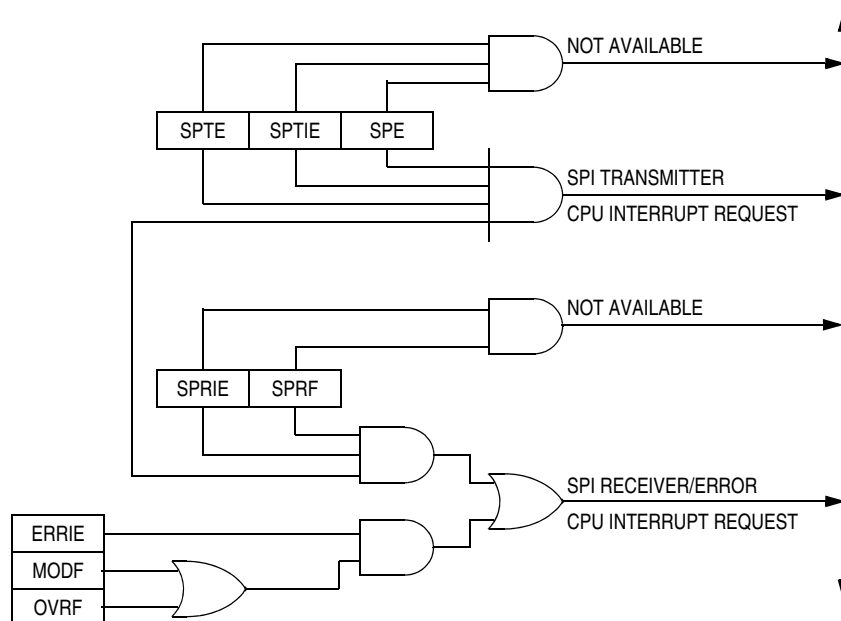 NOT AVAILABLE
SPTE SPTIE SPE
SPI TRANSMITTER
CPU INTERRUPT REQUEST
NOT AVAILABLE
SPRIE SPRF
SPI RECEIVER/ERROR
CPU INTERRUPT REQUEST
ERRIE
MODF
OVRF